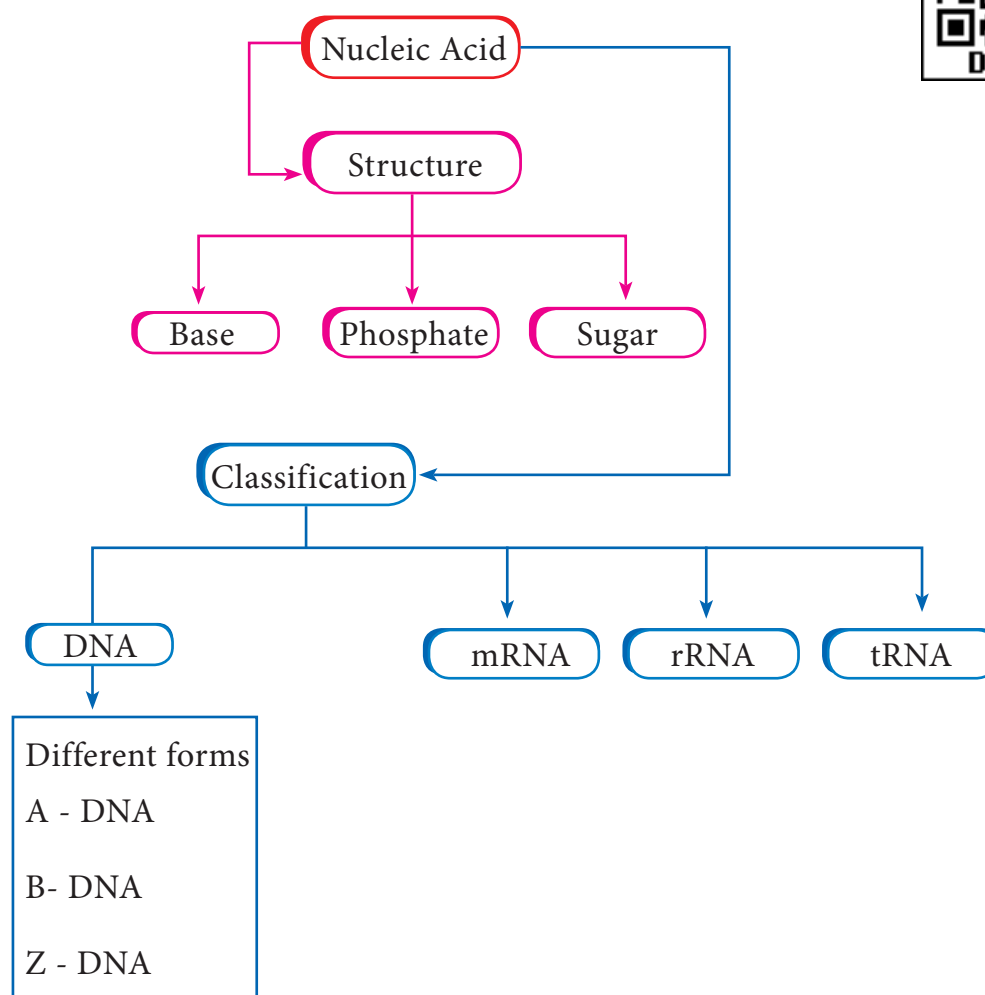 Nucleic Acid
Structure
Base
Phosphate
Sugar
Classification
DNA
mRNA
rRNA
tRNA
Different forms
A - DNA
B- DNA
Z - DNA